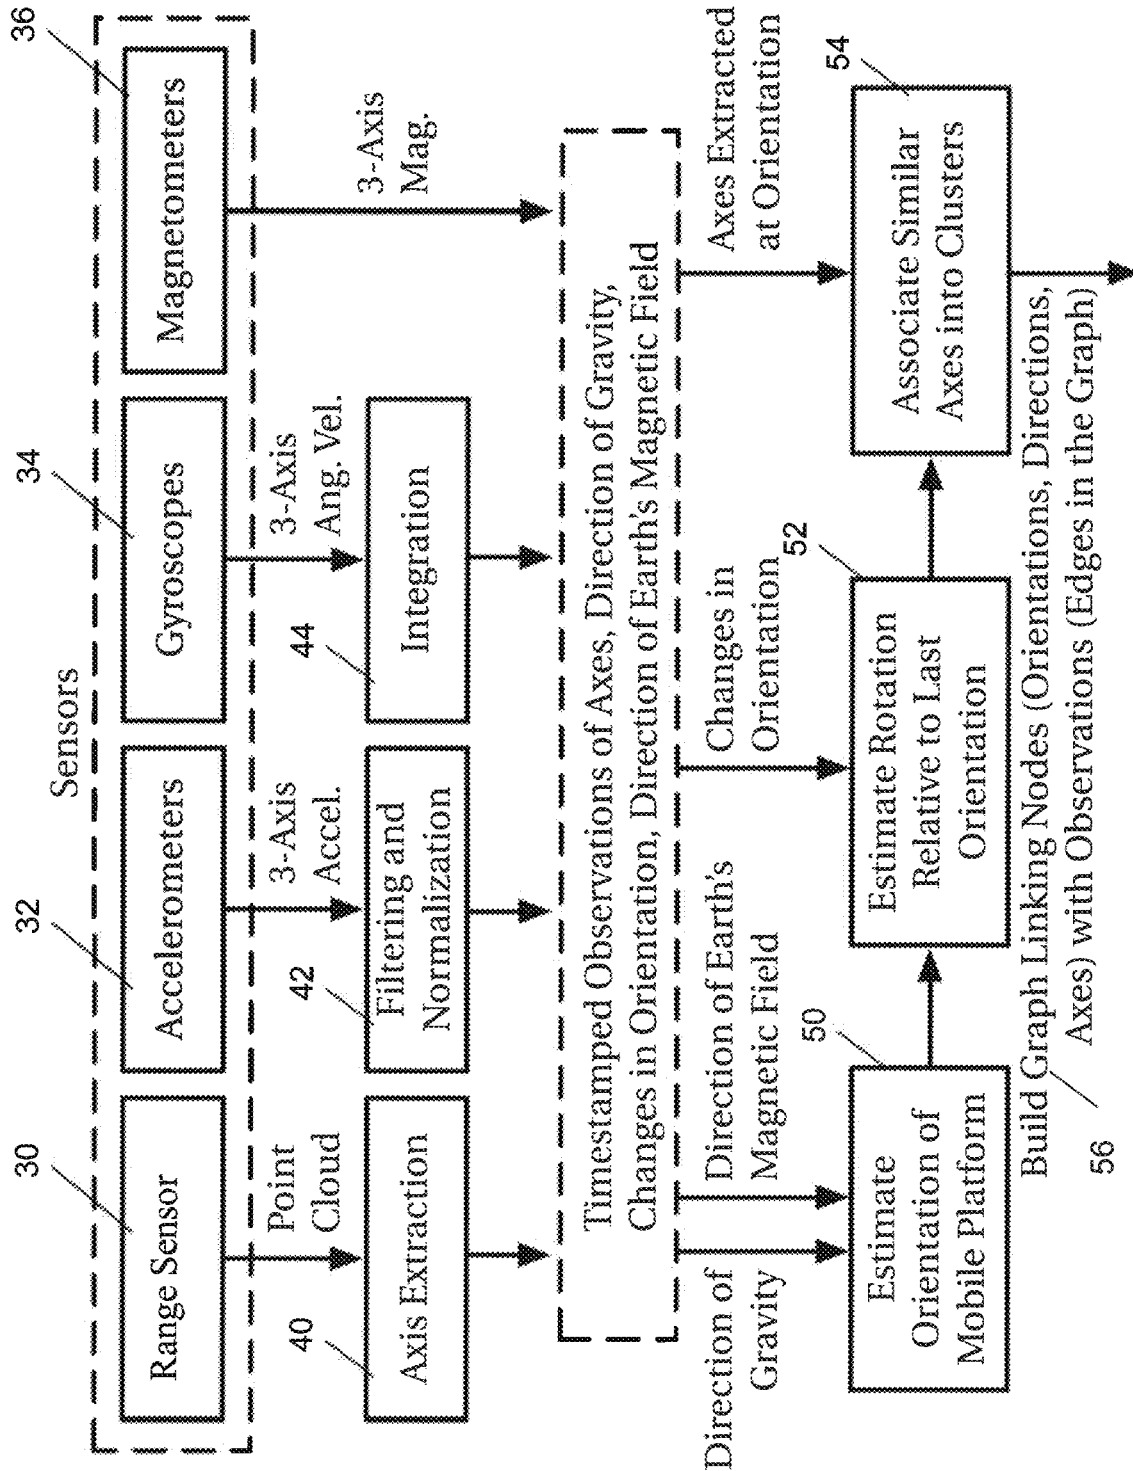 Sensors
30
32
34
36
Range Sensor
Accelerometers
Gyroscopes
Magnetometers
Point
Cloud
3-Axis
Accel.
3-Axis
Ang. Vel.
3-Axis
Mag.
40
42
44
Axis Extraction
Filtering and
Normalization
Integration
Timestamped Observations of Axes, Direction of Gravity,
Changes in Orientation, Direction of Earth's Magnetic Field
Direction of
Gravity
Direction of Earth's
Magnetic Field
Changes in
Orientation
Axes Extracted
at Orientation
50
52
54
Estimate
Orientation of
Mobile Platform
Estimate Rotation
Relative to Last
Orientation
Associate Similar
Axes into Clusters
Build Graph Linking Nodes (Orientations, Directions,
Axes) with Observations (Edges in the Graph)
56